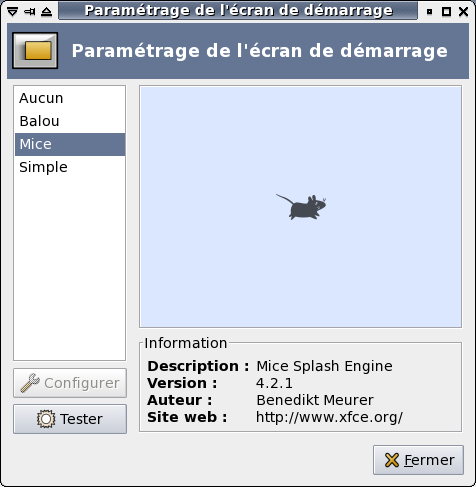 Paramétrage de l'écran de démarrage
Paramétrage de l'écran de démarrage
Aucun
Balou
Mice
Simple
Configurer
Tester
Information
Description : Mice Splash Engine
Version : 4.2.1
Auteur : Benedikt Meurer
Site web : http://www.xfce.org/
Fermer